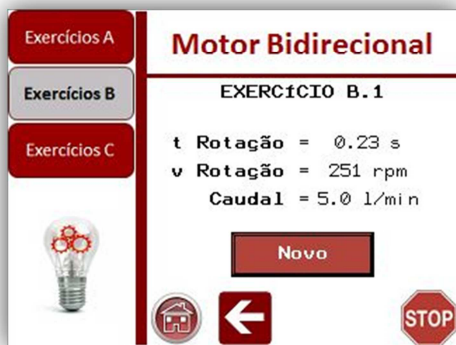 Exercícios A
Exercícios B
Exercícios C
Motor Bidirecional
EXERCíCIO B.1
t Rotação = 0.23 s
v Rotação = 251 rpm
Caudal = 5.0 l/min
Novo
STOP